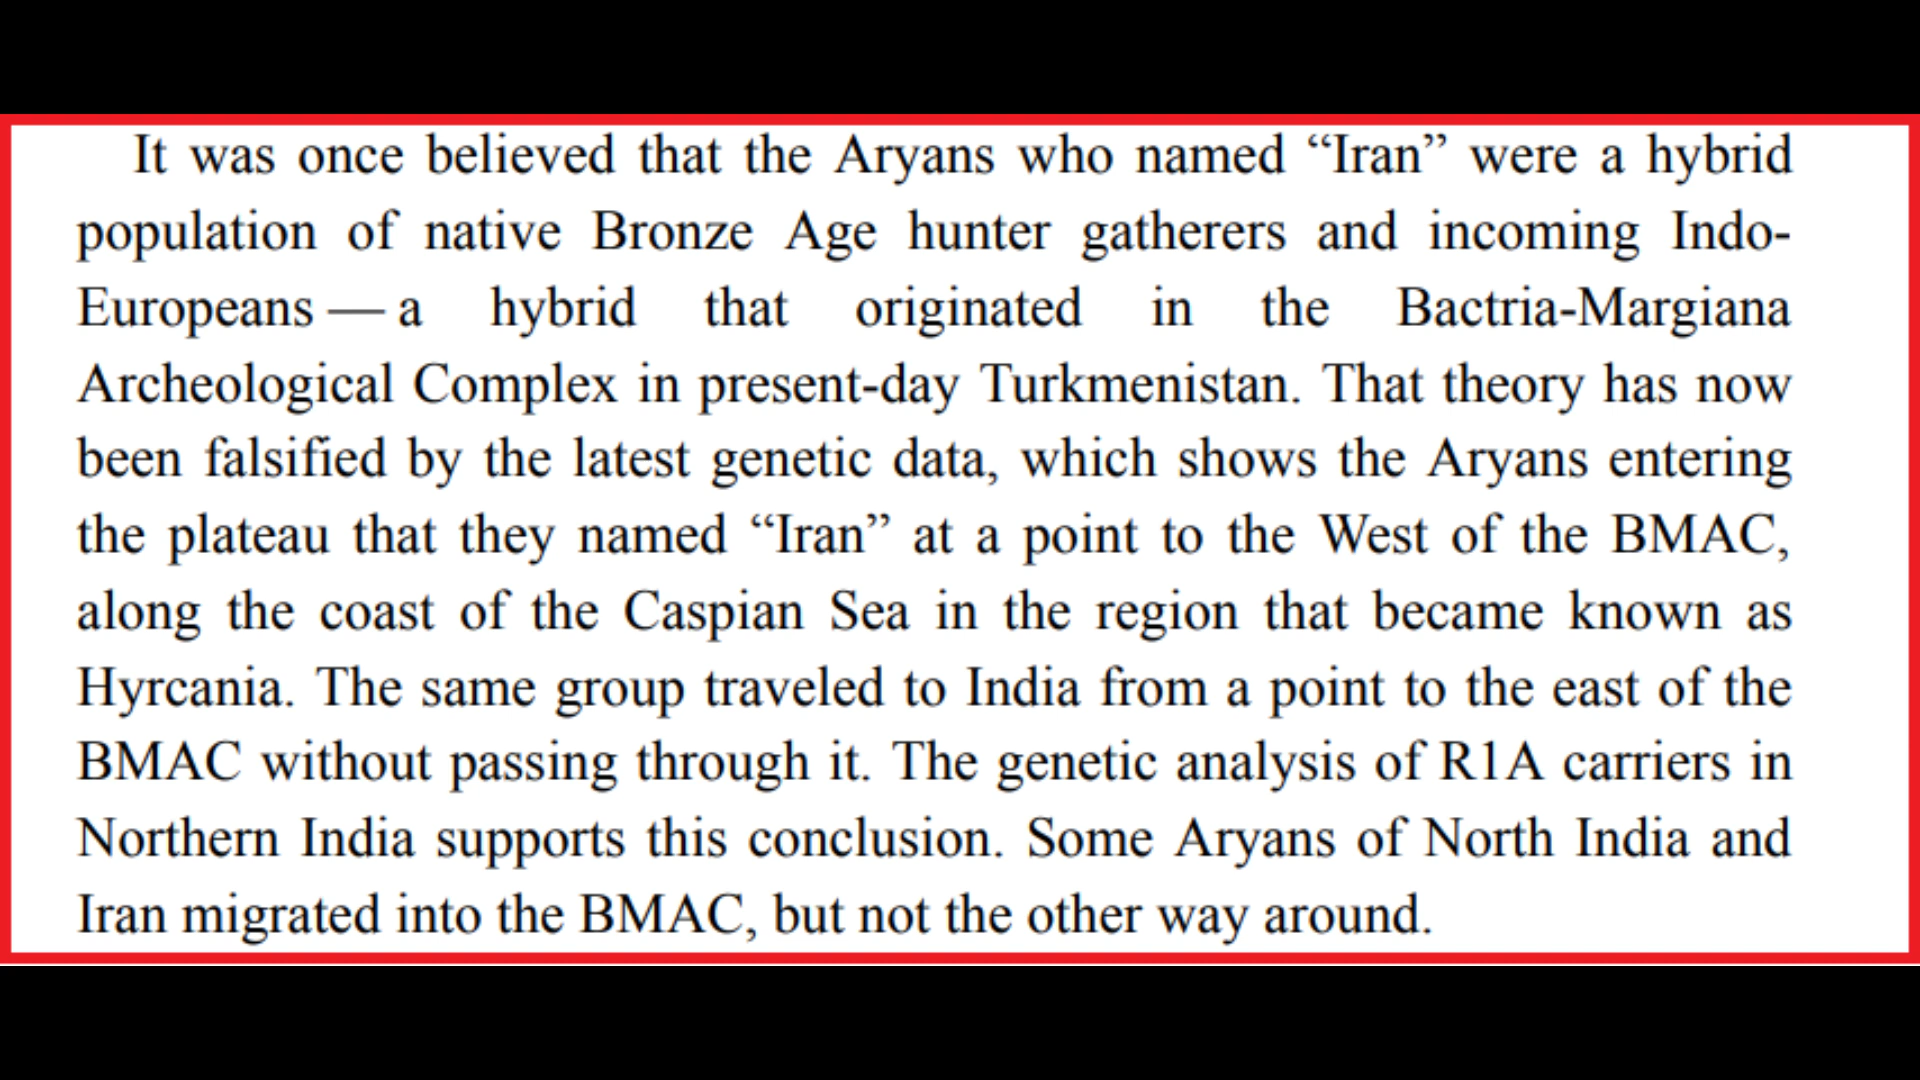 It was once believed that the Aryans who named “Iran” were a hybrid
population of native Bronze Age hunter gatherers and incoming Indo-
Europeans — a hybrid that originated in the Bactria-Margiana
Archeological Complex in present-day Turkmenistan. That theory has now
been falsified by the latest genetic data, which shows the Aryans entering
the plateau that they named “Iran” at a point to the West of the BMAC,
along the coast of the Caspian Sea in the region that became known as
Hyrcania. The same group traveled to India from a point to the east of the
BMAC without passing through it. The genetic analysis of R1A carriers in
Northern India supports this conclusion. Some Aryans of North India and
Iran migrated into the BMAC, but not the other way around.